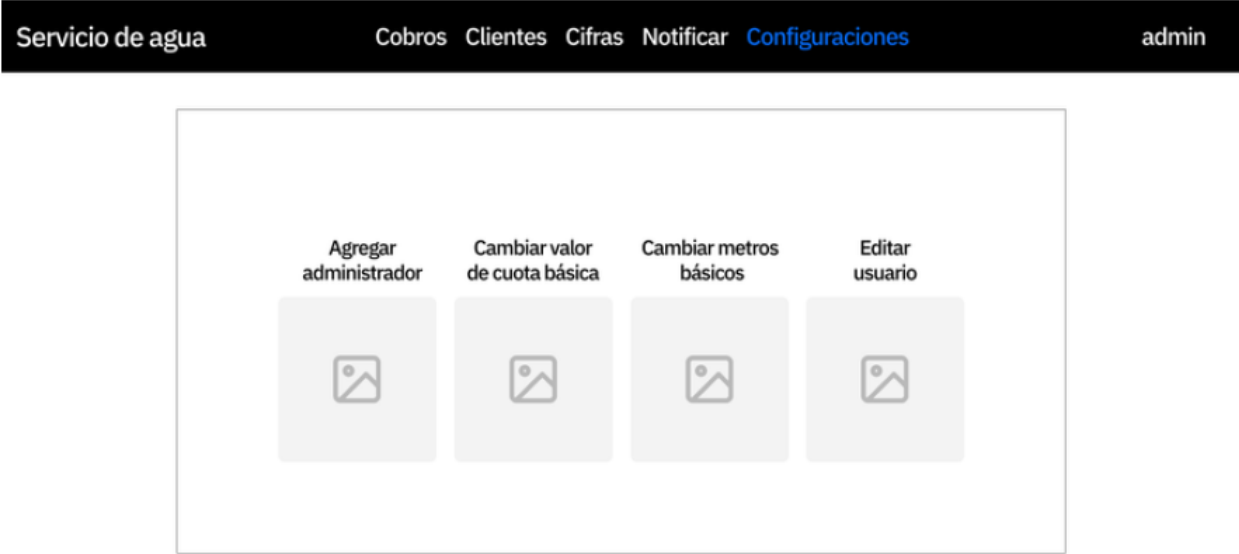 Servicio de agua Cobros Clientes Cifras Notificar Configuraciones admin
Agregar
administrador
Cambiar valor
de cuota básica
Cambiar metros
básicos
Editar
usuario